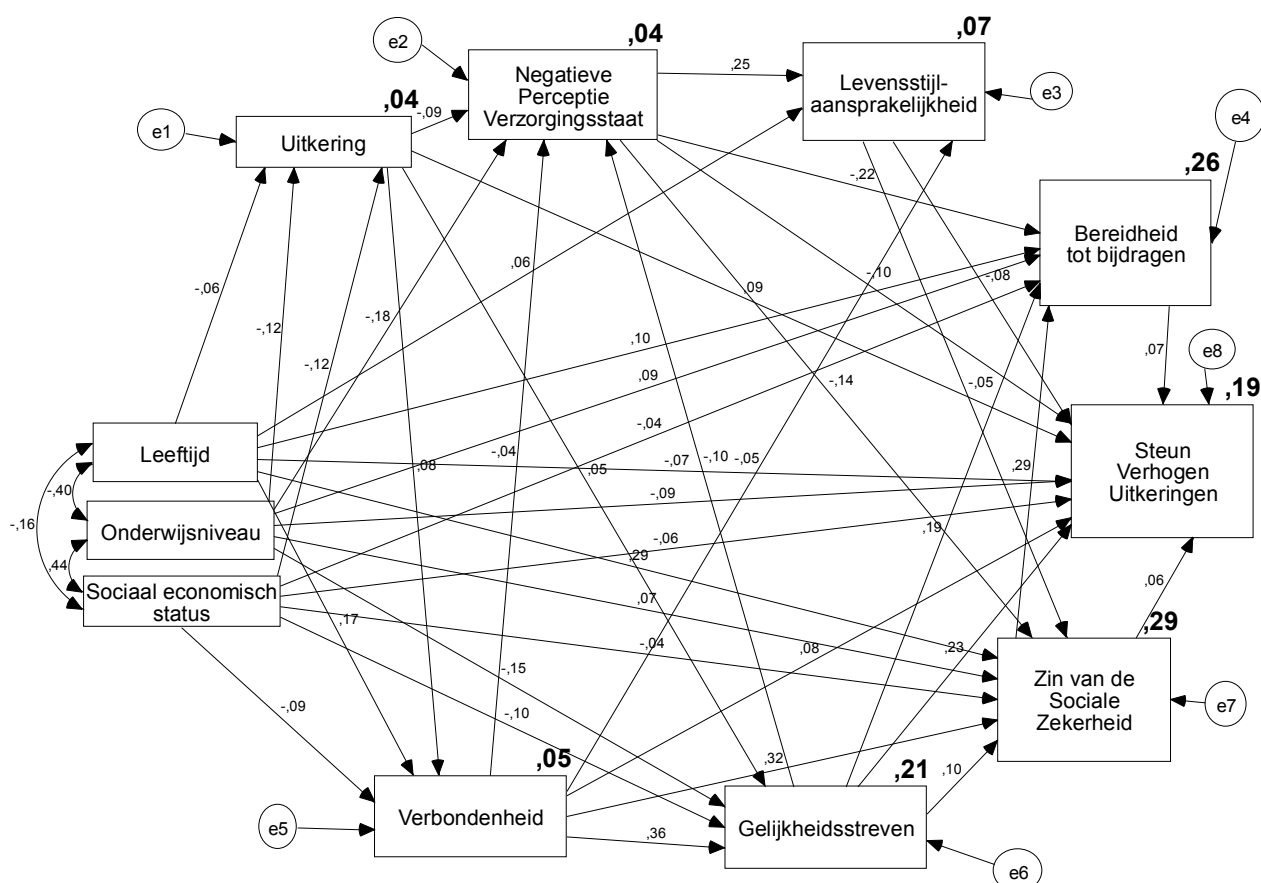 e2
,04
,07
Negatieve
Perceptie
Verzorgingsstaat
,25
Levensstijl-
aansprakelijkheid
e3
e1
,04
-,09
Uitkering
e4
,26
-,22
Bereidheid
tot bijdragen
-,06
-,12
-,18
-,12
,06
,10
,09
-,04
,09
-,10
-,08
-,14
-,05
,07
e8
,19
Steun
Verhogen
Uitkeringen
Leeftijd
-,40
-,16
Onderwijsniveau
,44
Sociaal economisch
status
,08
-,04
,05
-,07
-,10
-,05
,29
-,09
,19
-,06
,29
,07
-,04
,17
,08
,23
,06
,29
Zin van de
Sociale
Zekerheid
e7
-,09
-,15
-,10
,05
,32
,21
,10
Verbondenheid
e5
,36
Gelijkheidsstreven
e6